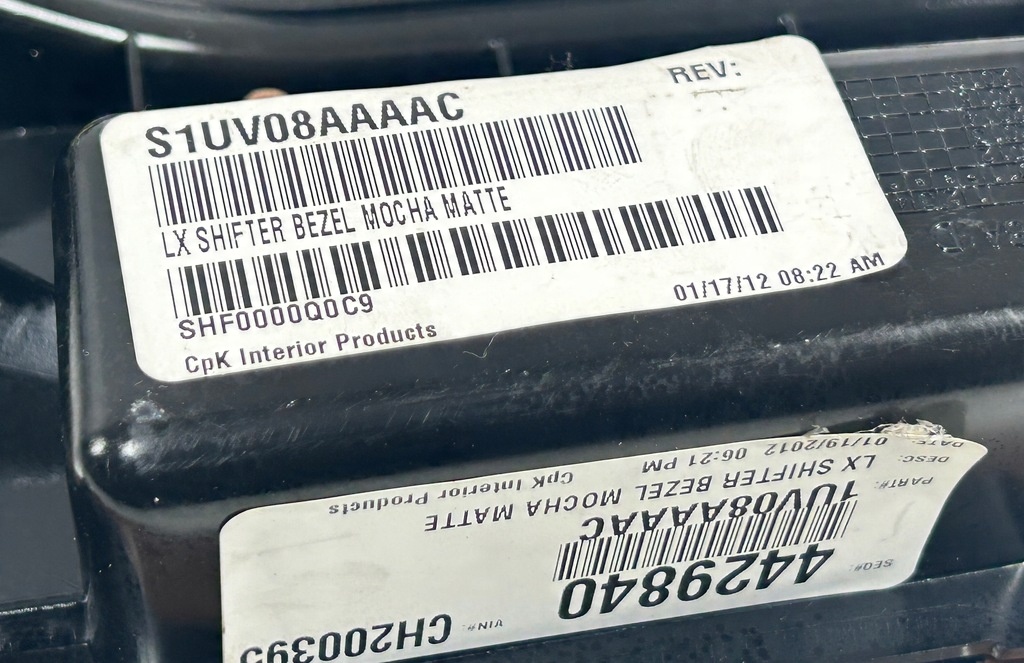 REV:
S1UV08AAAAC
LX SHIFTER BEZEL MOCHA MATTE
SHF0000Q0C9
01/17/12 08:22 AM
CpK Interior Products
SEQ#: 4429840
VIN#: CH200395
PART#: 1UV08AAAAC
DESC: LX SHIFTER BEZEL MOCHA MATTE
DATE: 01/19/2012 06:21 PM
CpK Interior Products